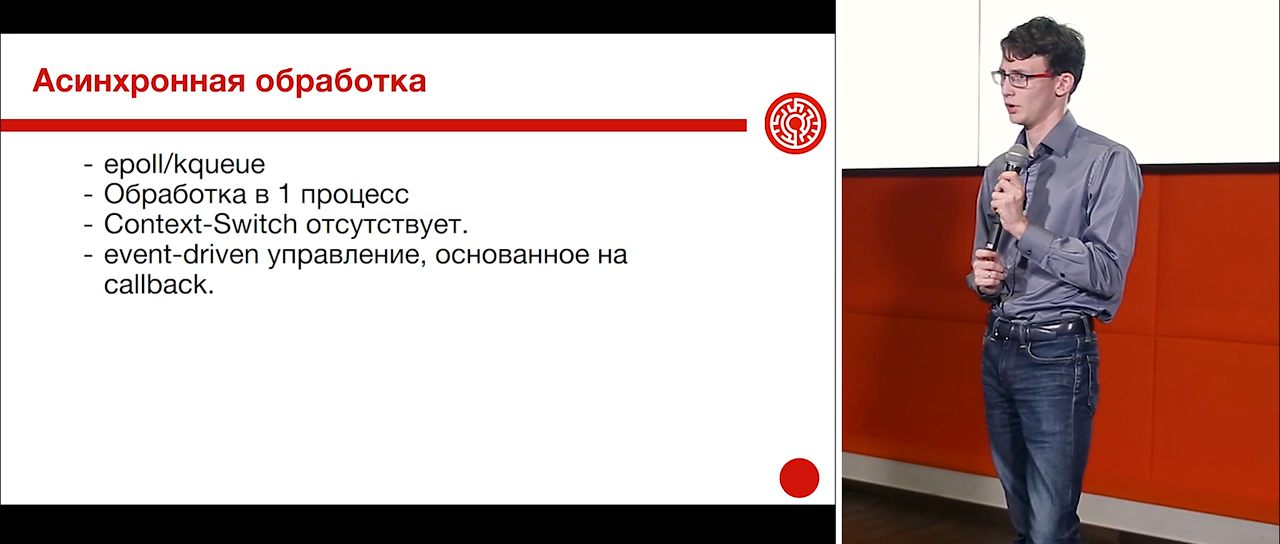 Асинхронная обработка
- epoll/kqueue
- Обработка в 1 процесс
- Context-Switch отсутствует.
- event-driven управление, основанное на
callback.